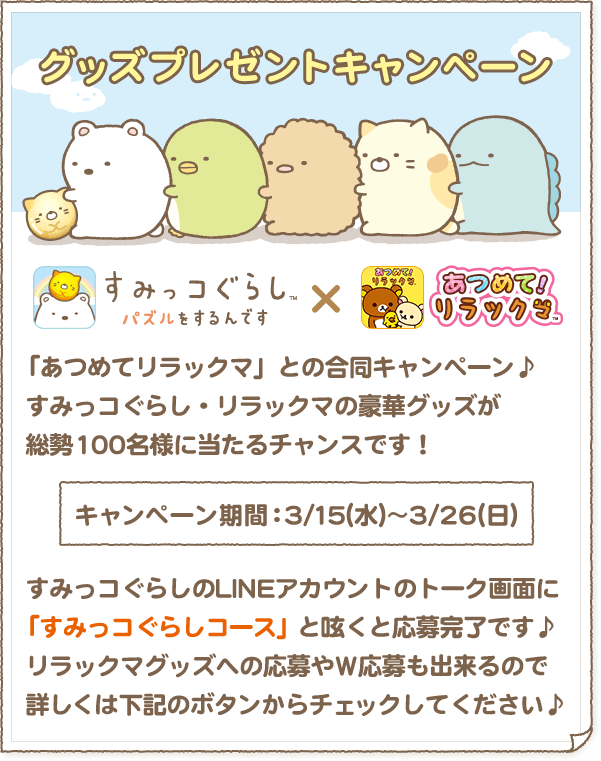 グッズプレゼントキャンペーン
すみっコぐらし™
パズルをするんです
×
あつめて!
リラックマ™
あつめて!
リラックマ™
「あつめてリラックマ」との合同キャンペーン♪
すみっコぐらし・リラックマの豪華グッズが
総勢100名様に当たるチャンスです！
キャンペーン期間：3/15(水)～3/26(日)
すみっコぐらしのLINEアカウントのトーク画面に
「すみっコぐらしコース」と呟くと応募完了です♪
リラックマグッズへの応募やW応募も出来るので
詳しくは下記のボタンからチェックしてください♪